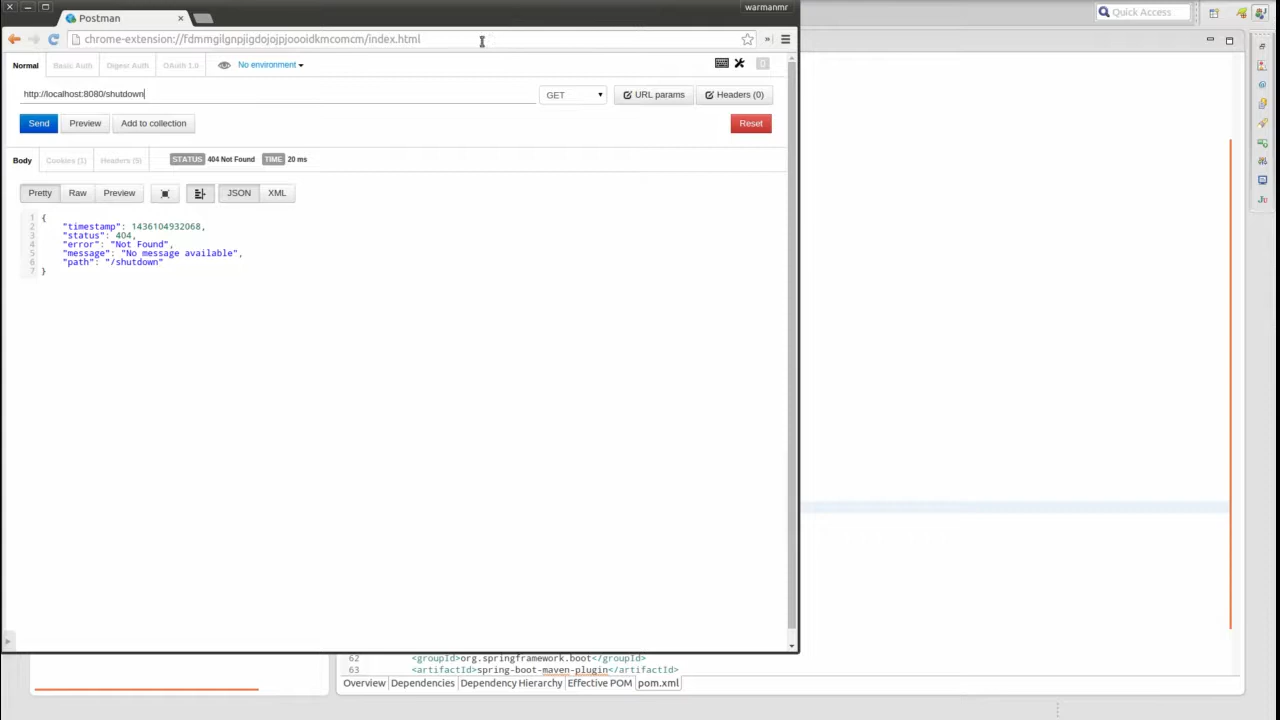 warmanmr
Postman
Quick Access
chrome-extension://fdmmgilgnpjigdojojpjoooidkmcomcm/index.html
Normal Basic Auth Digest Auth OAuth 1.0 No environment 0
http://localhost:8080/shutdown GET URL params Headers (0)
Send Preview Add to collection Reset
Body Cookies (1) Headers (5) STATUS 404 Not Found TIME 20 ms
Pretty Raw Preview JSON XML
1 {
2 "timestamp": 1436104932068,
3 "status": 404,
4 "error": "Not Found",
5 "message": "No message available",
6 "path": "/shutdown"
7 }
62 <groupId>org.springframework.boot</groupId>
63 <artifactId>spring-boot-maven-plugin</artifactId>
Overview Dependencies Dependency Hierarchy Effective POM pom.xml